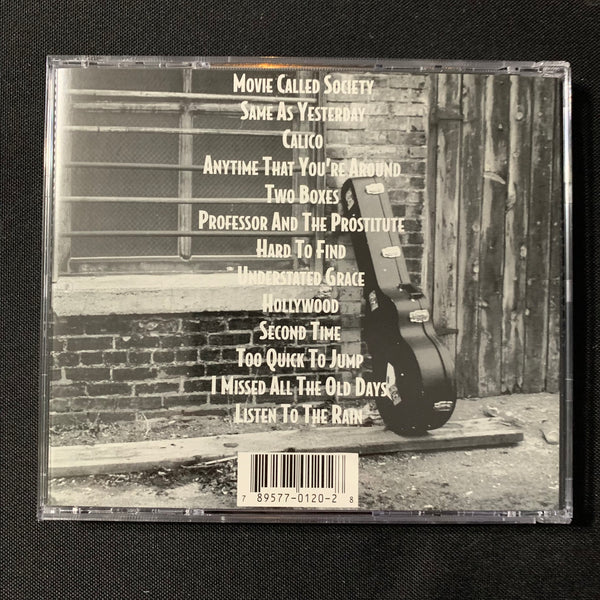 Movie Called Society
Same As Yesterday
Calico
Anytime That You're Around
Two Boxes
Professor And The Prostitute
Hard To Find
Understated Grace
Hollywood
Second Time
Too Quick To Jump
I Missed All The Old Days
Listen To The Rain
7 89577-0120-2 8